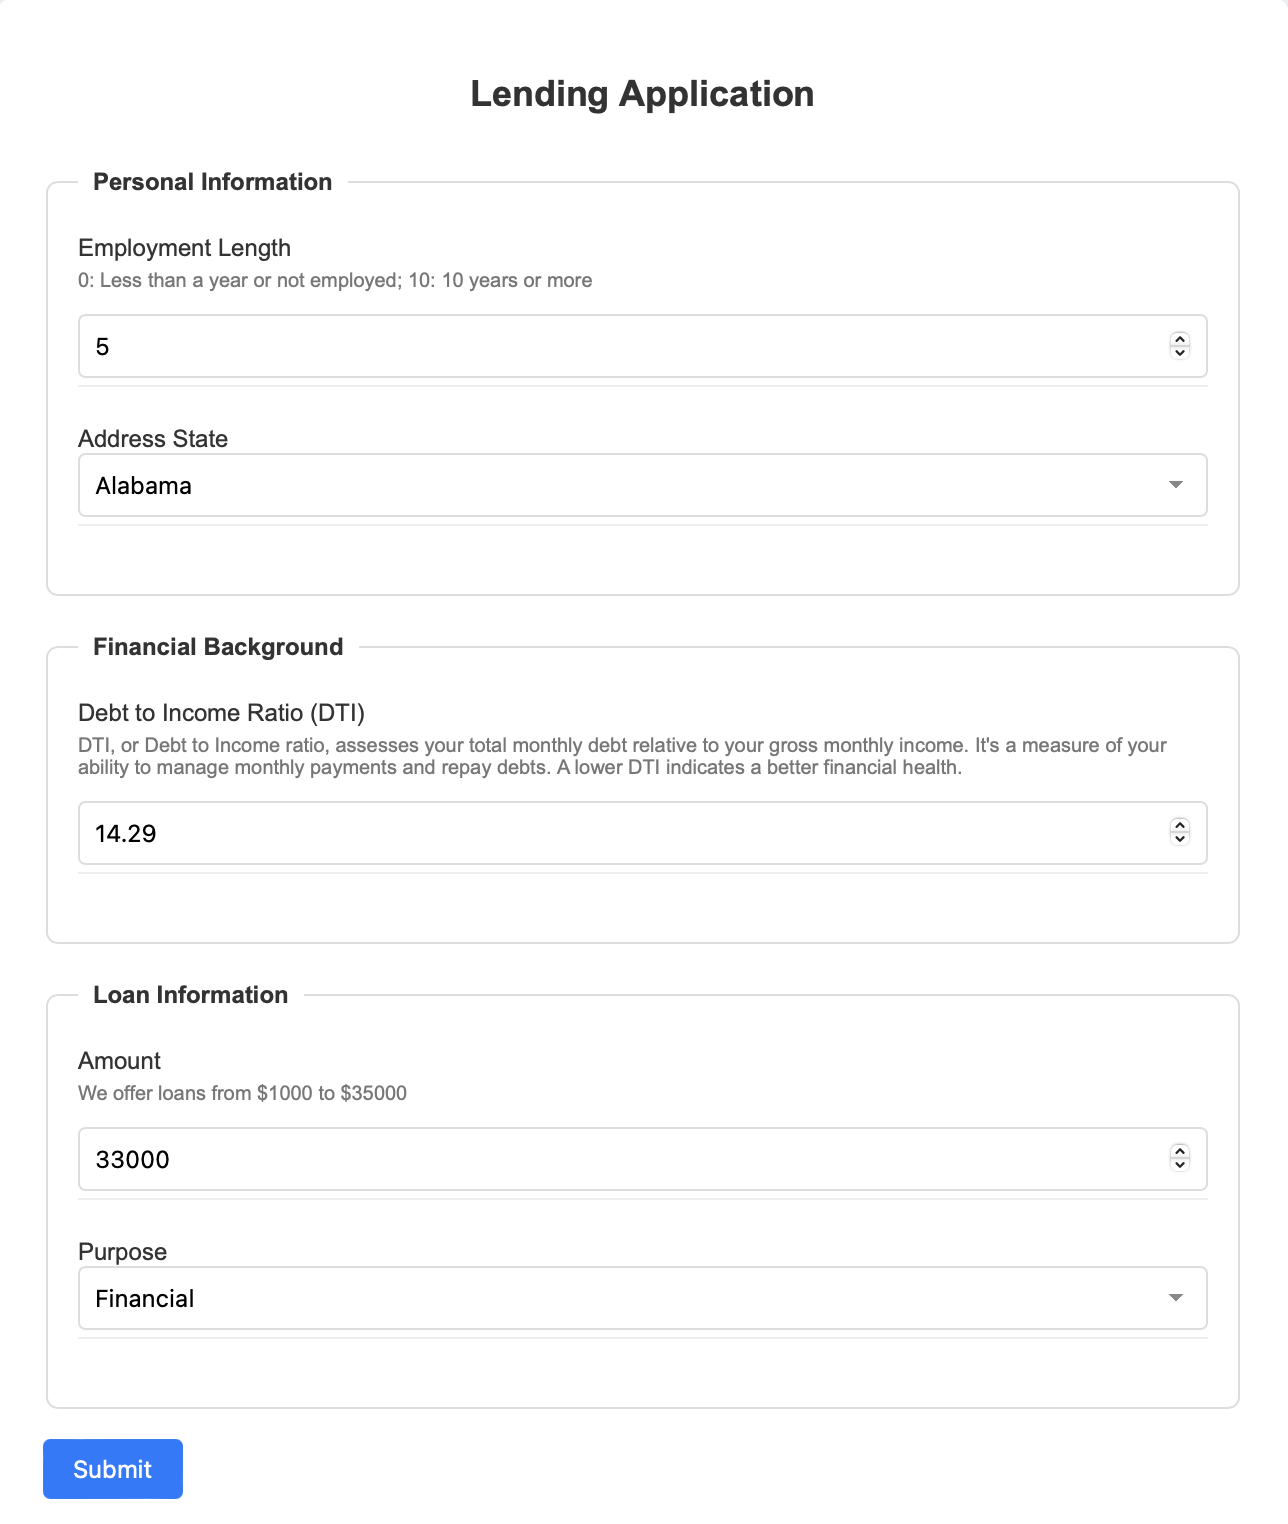 Lending Application
Personal Information
Employment Length
0: Less than a year or not employed; 10: 10 years or more
5
Address State
Alabama
Financial Background
Debt to Income Ratio (DTI)
DTI, or Debt to Income ratio, assesses your total monthly debt relative to your gross monthly income. It's a measure of your
ability to manage monthly payments and repay debts. A lower DTI indicates a better financial health.
14.29
Loan Information
Amount
We offer loans from $1000 to $35000
33000
Purpose
Financial
Submit